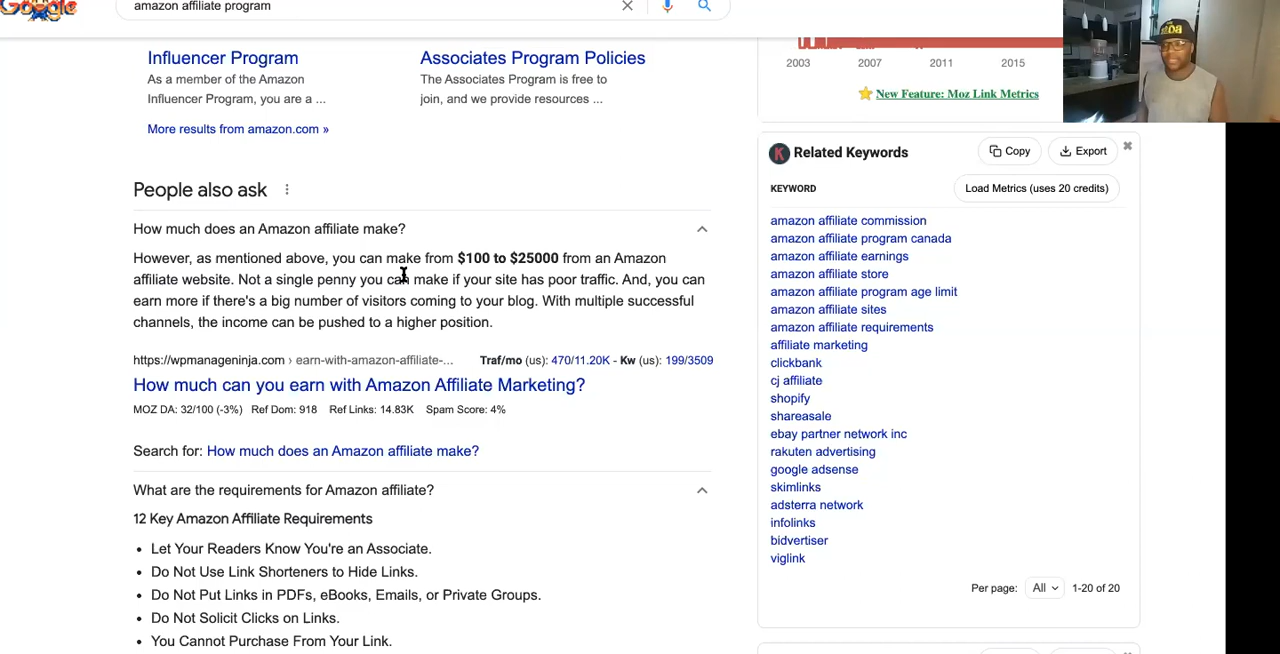 Google
amazon affiliate program
Influencer Program
As a member of the Amazon
Influencer Program, you are a ...
Associates Program Policies
The Associates Program is free to
join, and we provide resources ...
More results from amazon.com »
People also ask
How much does an Amazon affiliate make?
However, as mentioned above, you can make from $100 to $25000 from an Amazon
affiliate website. Not a single penny you can make if your site has poor traffic. And, you can
earn more if there's a big number of visitors coming to your blog. With multiple successful
channels, the income can be pushed to a higher position.
https://wpmanageninja.com › earn-with-amazon-affiliate-... Traf/mo (us): 470/11.20K - Kw (us): 199/3509
How much can you earn with Amazon Affiliate Marketing?
MOZ DA: 32/100 (-3%) Ref Dom: 918 Ref Links: 14.83K Spam Score: 4%
Search for: How much does an Amazon affiliate make?
What are the requirements for Amazon affiliate?
12 Key Amazon Affiliate Requirements
• Let Your Readers Know You're an Associate.
• Do Not Use Link Shorteners to Hide Links.
• Do Not Put Links in PDFs, eBooks, Emails, or Private Groups.
• Do Not Solicit Clicks on Links.
• You Cannot Purchase From Your Link.
2003 2007 2011 2015
New Feature: Moz Link Metrics
K Related Keywords Copy Export
KEYWORD Load Metrics (uses 20 credits)
amazon affiliate commission
amazon affiliate program canada
amazon affiliate earnings
amazon affiliate store
amazon affiliate program age limit
amazon affiliate sites
amazon affiliate requirements
affiliate marketing
clickbank
cj affiliate
shopify
shareasale
ebay partner network inc
rakuten advertising
google adsense
skimlinks
adsterra network
infolinks
bidvertiser
viglink
Per page: All 1-20 of 20